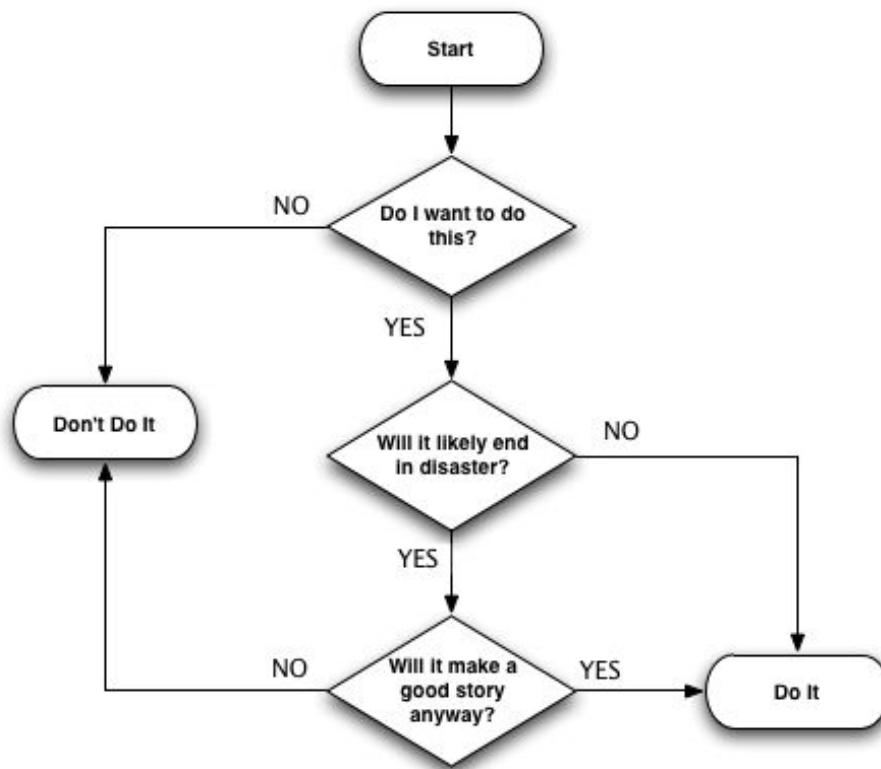 Start
NO
Do I want to do
this?
YES
Don't Do It
Will it likely end
in disaster?
NO
YES
NO
Will it make a
good story
anyway?
YES
Do It